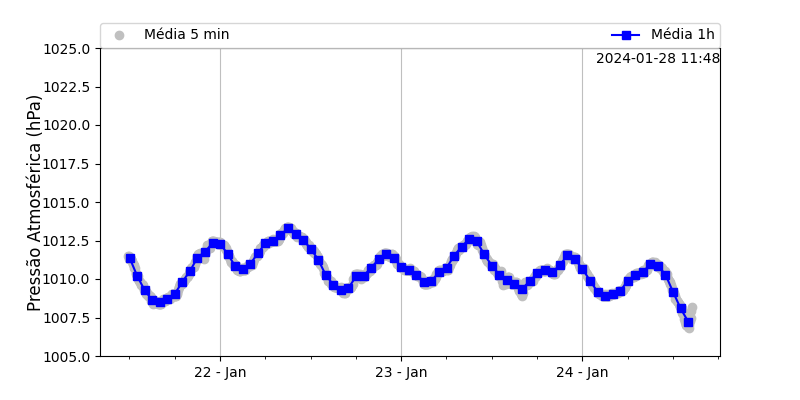 Média 5 min
Média 1h
2024-01-28 11:48
Pressão Atmosférica (hPa)
1025.0
1022.5
1020.0
1017.5
1015.0
1012.5
1010.0
1007.5
1005.0
22 - Jan
23 - Jan
24 - Jan